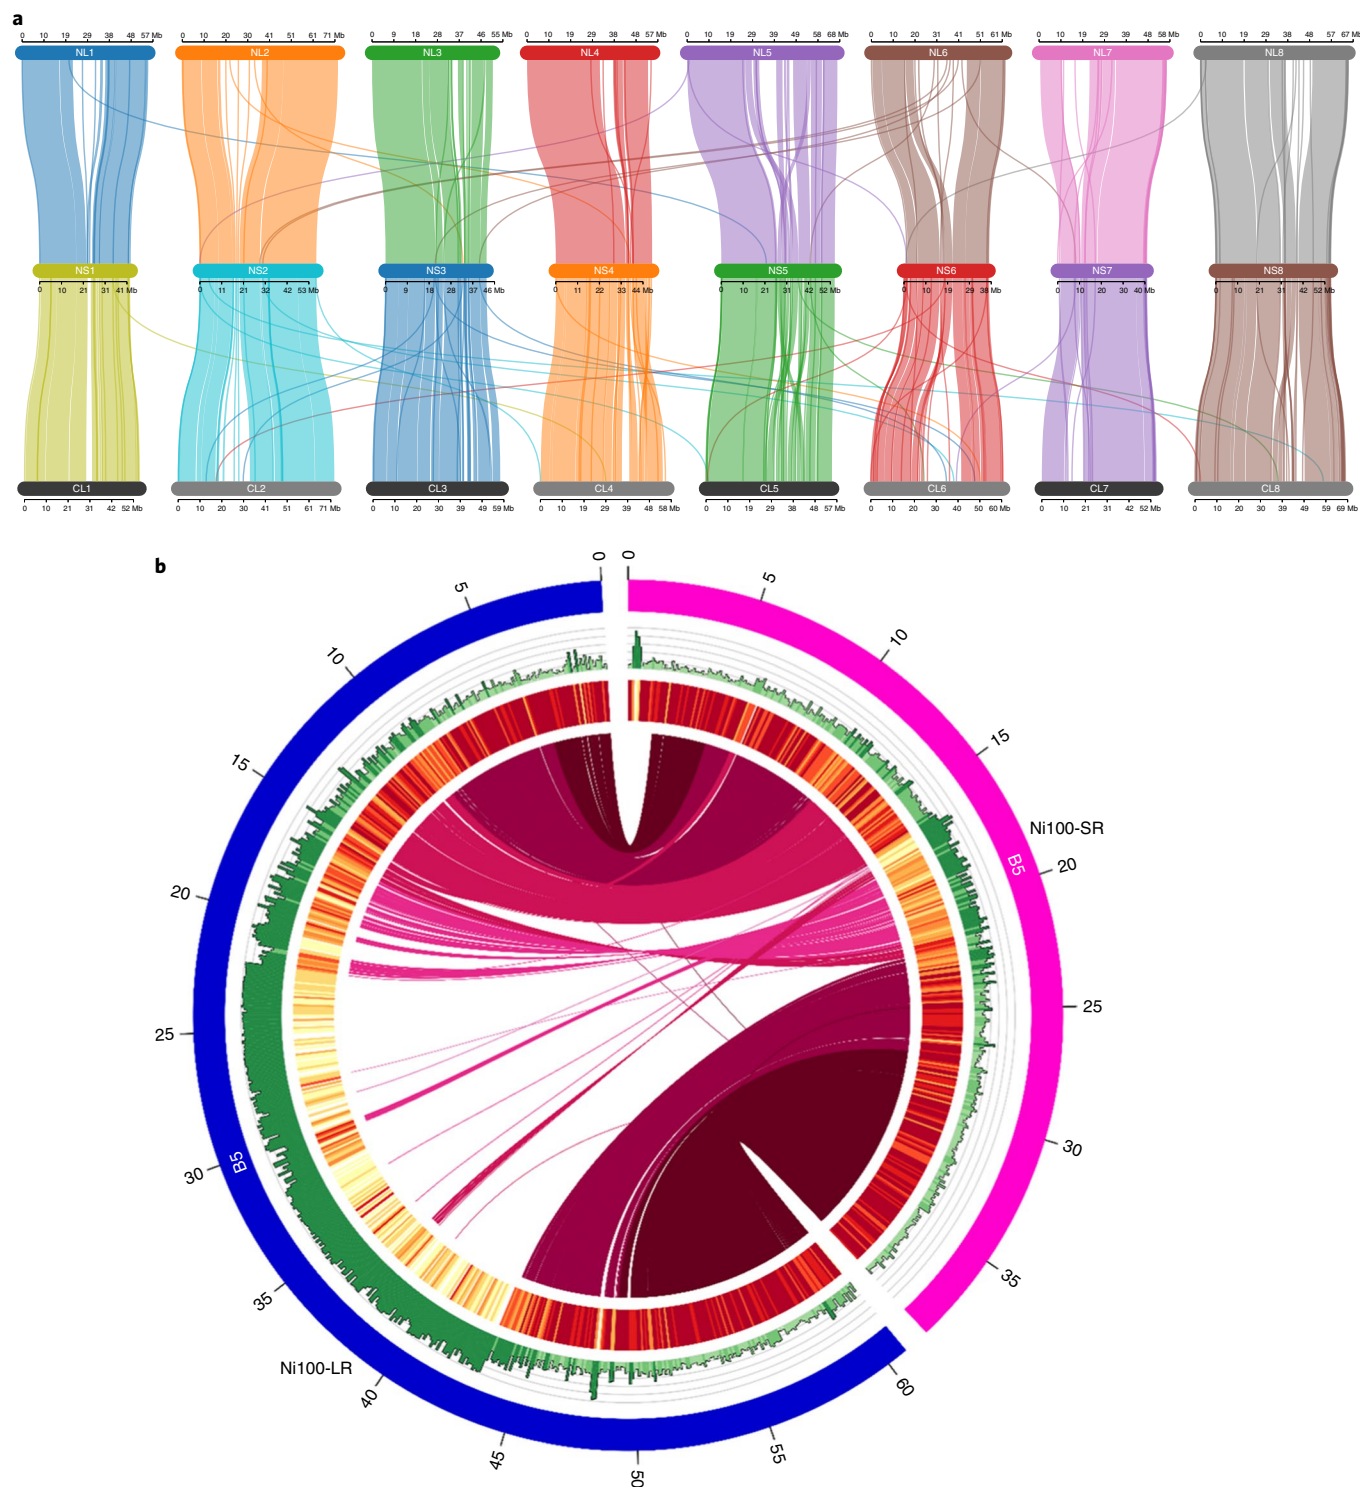 a
0 10 19 29 38 48 57 Mb
0 10 20 31 41 51 61 71 Mb
0 9 18 28 37 46 55 Mb
0 10 19 29 38 48 57 Mb
0 10 19 29 39 49 58 68 Mb
0 10 20 31 41 51 61 Mb
0 10 19 29 38 48 58 Mb
0 10 19 29 38 48 57 67 Mb
NL1 NL2 NL3 NL4 NL5 NL6 NL7 NL8
NS1 NS2 NS3 NS4 NS5 NS6 NS7 NS8
0 10 21 31 41 Mb
0 11 21 32 42 53 Mb
0 9 18 28 37 46 Mb
0 11 22 33 44 Mb
0 10 21 31 42 52 Mb
0 10 19 29 38 Mb
0 10 20 30 40 Mb
0 10 21 31 42 52 Mb
CL1 CL2 CL3 CL4 CL5 CL6 CL7 CL8
0 10 21 31 42 52 Mb
0 10 20 31 41 51 61 71 Mb
0 10 20 30 39 49 59 Mb
0 10 19 29 39 48 58 Mb
0 10 19 29 38 48 57 Mb
0 10 20 30 40 50 60 Mb
0 10 21 31 42 52 Mb
0 10 20 30 39 49 59 69 Mb
b
0 5 10 15 20 25 30 35
Ni100-SR
B5
0 5 10 15 20 25 30 35 40 45 50 55 60
B5
Ni100-LR